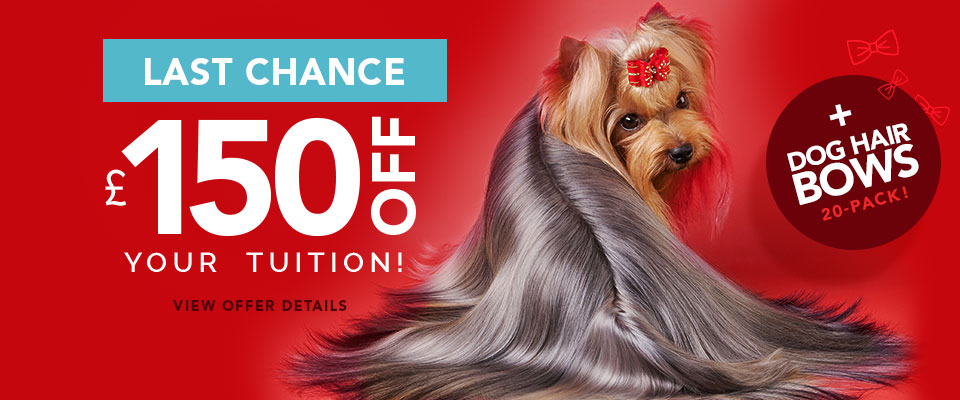 LAST CHANCE
£150 OFF
YOUR TUITION!
VIEW OFFER DETAILS
+
DOG HAIR
BOWS
20-PACK!